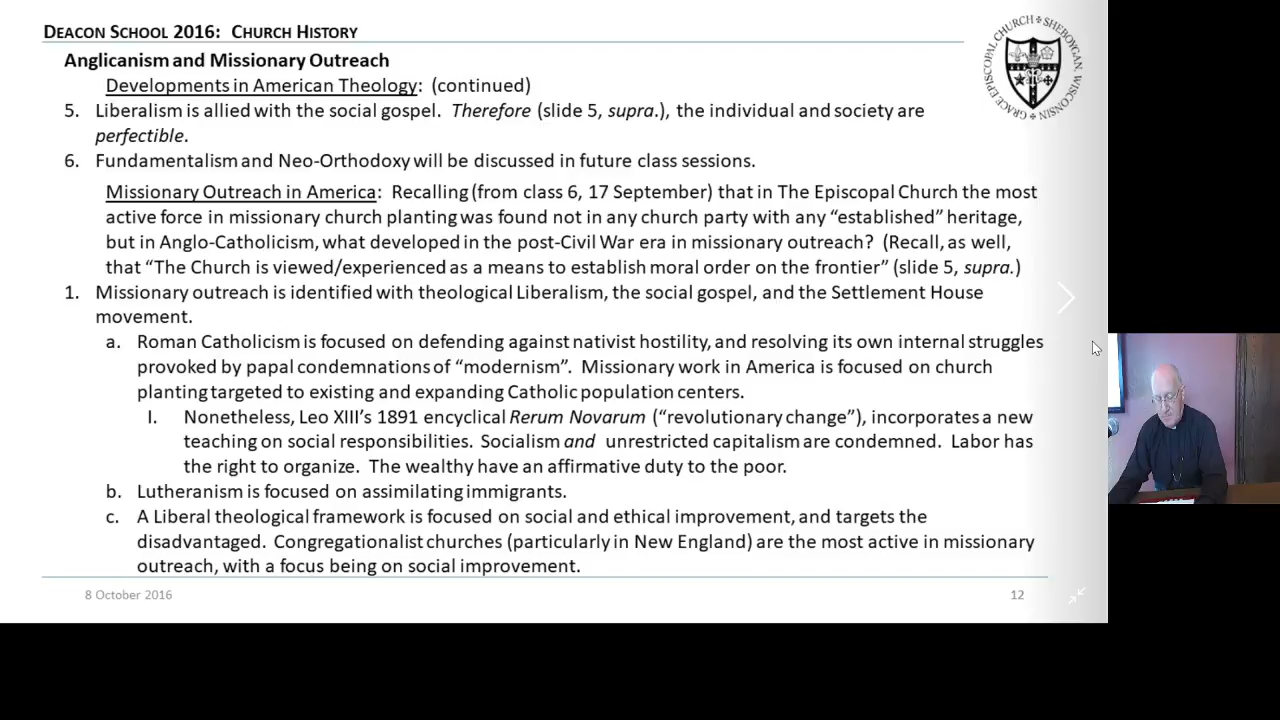 DEACON SCHOOL 2016: CHURCH HISTORY
GRACE EPISCOPAL CHURCH ✦ SHEBOYGAN, WISCONSIN ✦
Anglicanism and Missionary Outreach
Developments in American Theology: (continued)
5. Liberalism is allied with the social gospel. Therefore (slide 5, supra.), the individual and society are
perfectible.
6. Fundamentalism and Neo-Orthodoxy will be discussed in future class sessions.
Missionary Outreach in America: Recalling (from class 6, 17 September) that in The Episcopal Church the most
active force in missionary church planting was found not in any church party with any “established” heritage,
but in Anglo-Catholicism, what developed in the post-Civil War era in missionary outreach? (Recall, as well,
that “The Church is viewed/experienced as a means to establish moral order on the frontier” (slide 5, supra.)
1. Missionary outreach is identified with theological Liberalism, the social gospel, and the Settlement House
movement.
a. Roman Catholicism is focused on defending against nativist hostility, and resolving its own internal struggles
provoked by papal condemnations of “modernism”. Missionary work in America is focused on church
planting targeted to existing and expanding Catholic population centers.
I. Nonetheless, Leo XIII’s 1891 encyclical Rerum Novarum (“revolutionary change”), incorporates a new
teaching on social responsibilities. Socialism and unrestricted capitalism are condemned. Labor has
the right to organize. The wealthy have an affirmative duty to the poor.
b. Lutheranism is focused on assimilating immigrants.
c. A Liberal theological framework is focused on social and ethical improvement, and targets the
disadvantaged. Congregationalist churches (particularly in New England) are the most active in missionary
outreach, with a focus being on social improvement.
8 October 2016
12